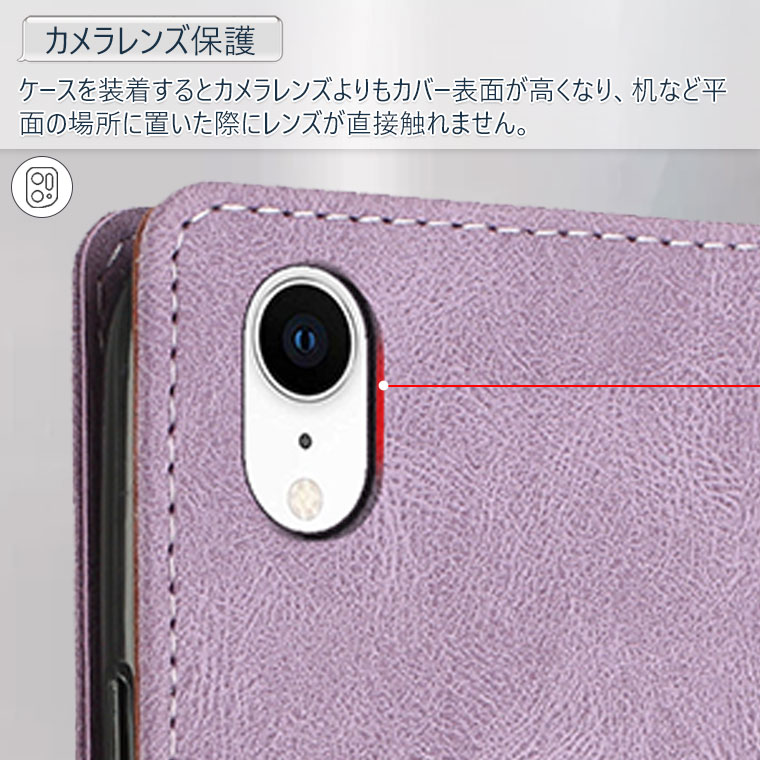 カメラレンズ保護
ケースを装着するとカメラレンズよりもカバー表面が高くなり、机など平
面の場所に置いた際にレンズが直接触れません。